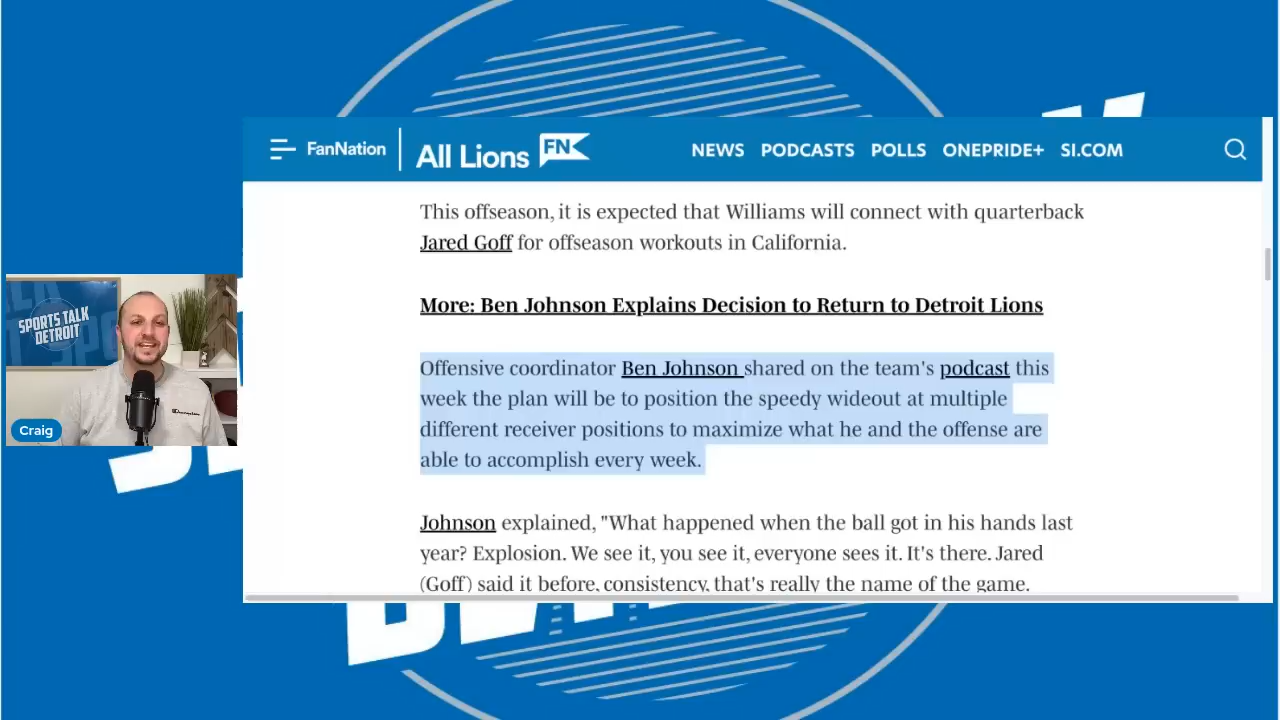 FanNation
All Lions
FN
NEWS PODCASTS POLLS ONEPRIDE+ SI.COM
This offseason, it is expected that Williams will connect with quarterback
Jared Goff for offseason workouts in California.
More: Ben Johnson Explains Decision to Return to Detroit Lions
Offensive coordinator Ben Johnson shared on the team's podcast this
week the plan will be to position the speedy wideout at multiple
different receiver positions to maximize what he and the offense are
able to accomplish every week.
Johnson explained, "What happened when the ball got in his hands last
year? Explosion. We see it, you see it, everyone sees it. It's there. Jared
(Goff) said it before, consistency, that's really the name of the game.
SPORTS TALK
DETROIT
Craig